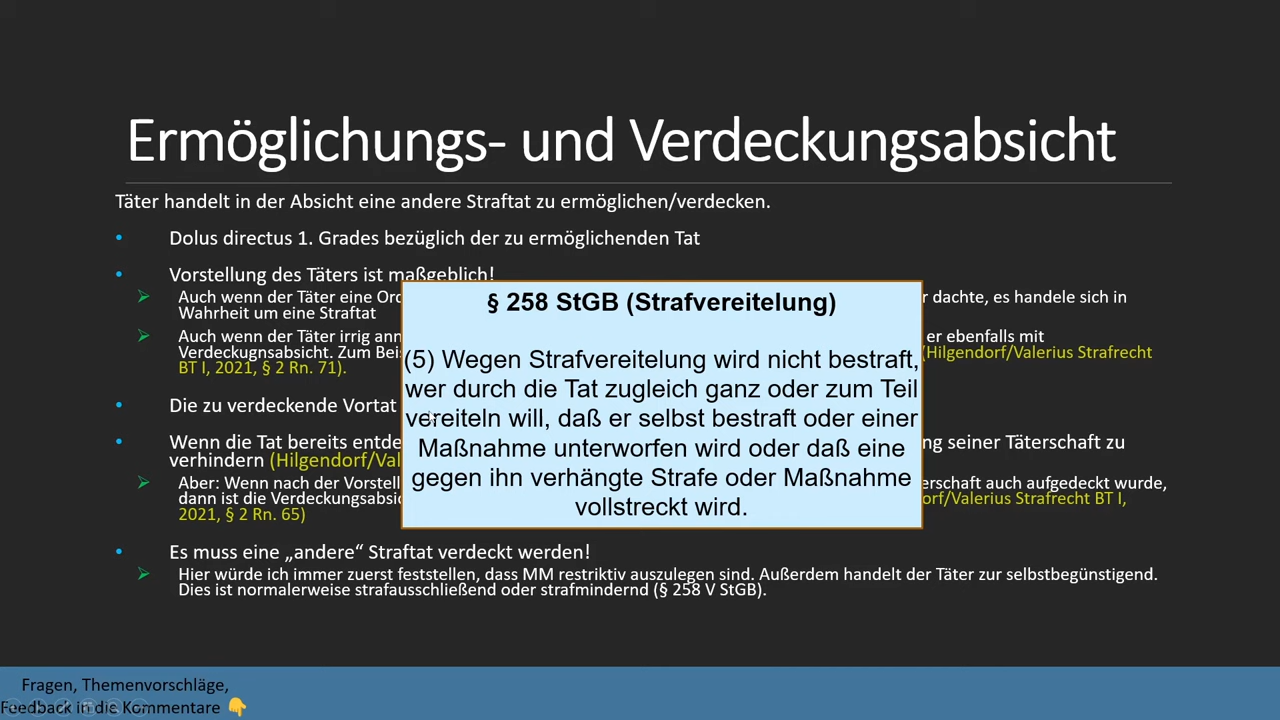 Ermöglichungs- und Verdeckungsabsicht
Täter handelt in der Absicht eine andere Straftat zu ermöglichen/verdecken.
• Dolus directus 1. Grades bezüglich der zu ermöglichenden Tat
• Vorstellung des Täters ist maßgeblich!
Auch wenn der Täter eine Ord
r dachte, es handele sich in
Wahrheit um eine Straftat
Auch wenn der Täter irrig ann
er ebenfalls mit
Verdeckugnsabsicht. Zum Bei
(Hilgendorf/Valerius Strafrecht
BT I, 2021, § 2 Rn. 71).
• Die zu verdeckende Vortat
• Wenn die Tat bereits entde
ng seiner Täterschaft zu
verhindern (Hilgendorf/Val
Aber: Wenn nach der Vorstell
erschaft auch aufgedeckt wurde,
dann ist die Verdeckungsabsic
dorf/Valerius Strafrecht BT I,
2021, § 2 Rn. 65)
§ 258 StGB (Strafvereitelung)
(5) Wegen Strafvereitelung wird nicht bestraft,
wer durch die Tat zugleich ganz oder zum Teil
vereiteln will, daß er selbst bestraft oder einer
Maßnahme unterworfen wird oder daß eine
gegen ihn verhängte Strafe oder Maßnahme
vollstreckt wird.
• Es muss eine „andere“ Straftat verdeckt werden!
Hier würde ich immer zuerst feststellen, dass MM restriktiv auszulegen sind. Außerdem handelt der Täter zur selbstbegünstigend.
Dies ist normalerweise strafausschließend oder strafmindernd (§ 258 V StGB).
Fragen, Themenvorschläge,
Feedback in die Kommentare 👇